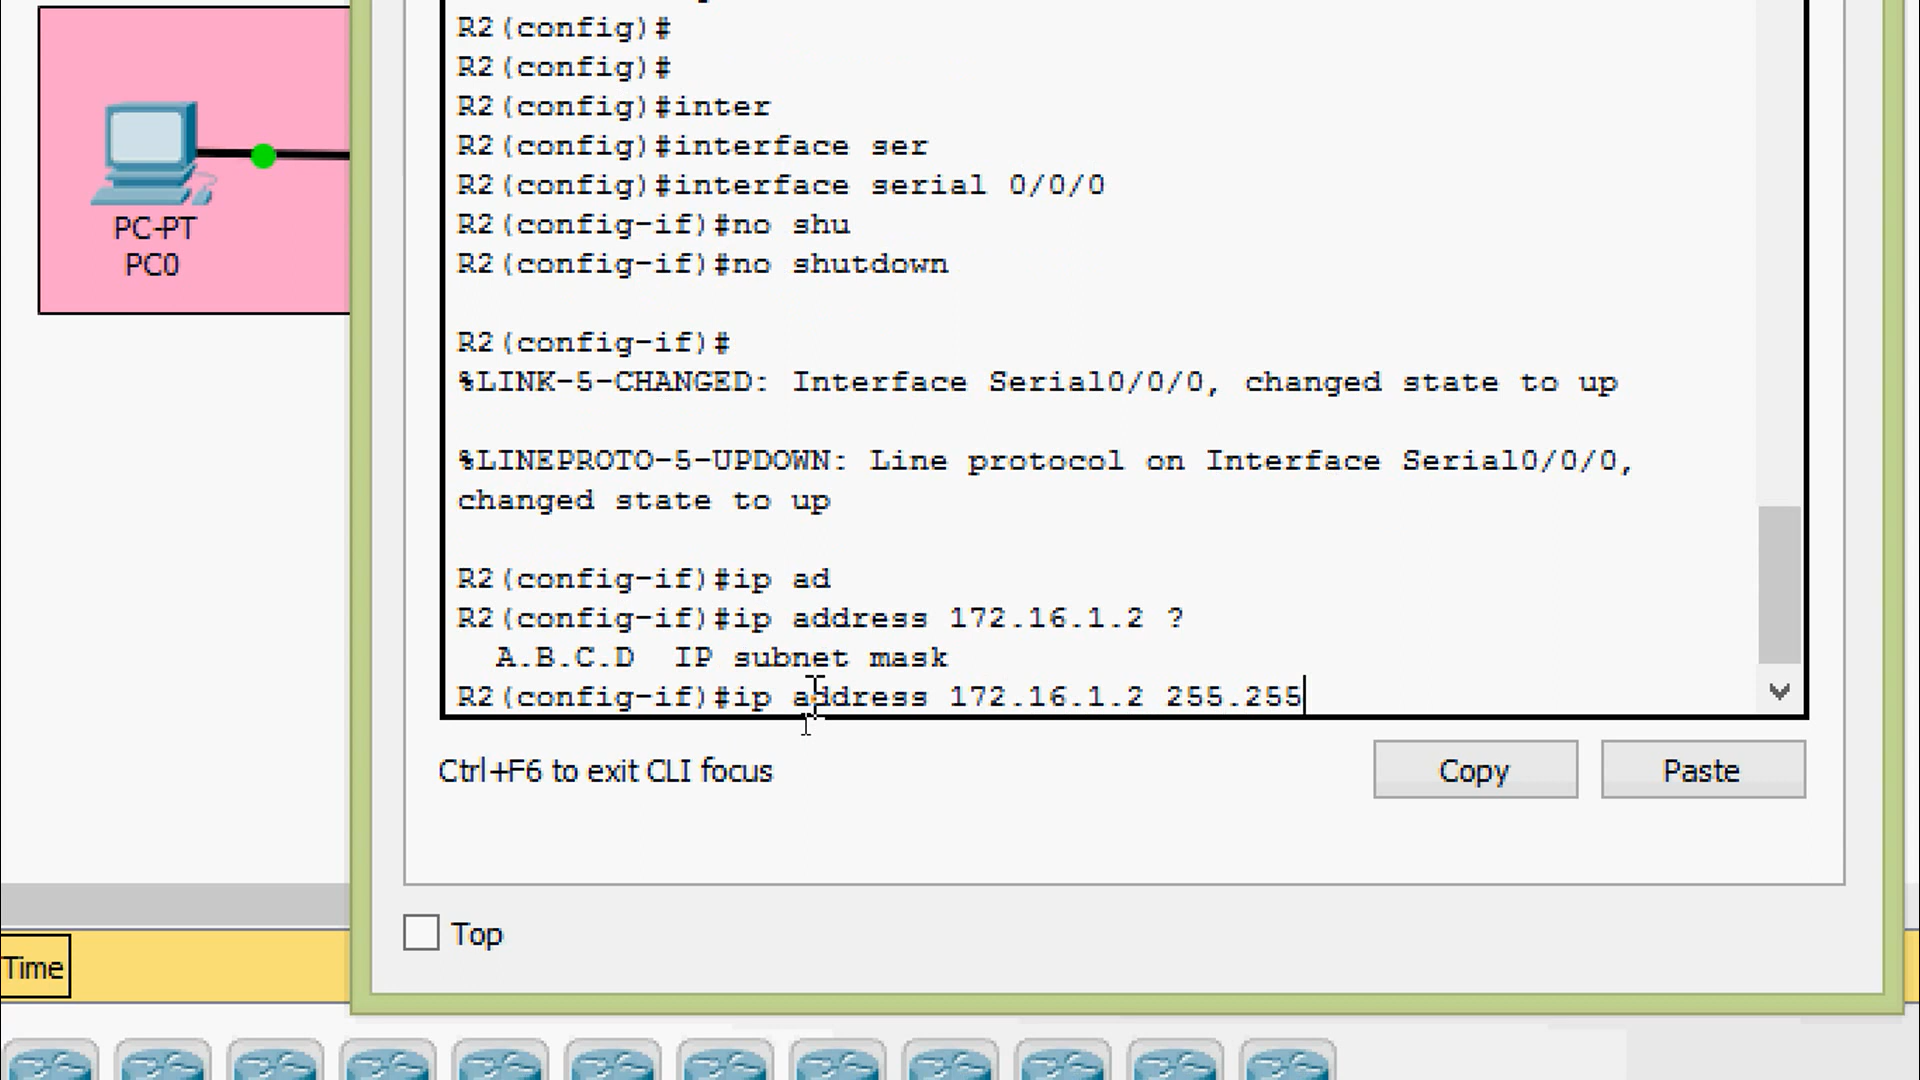 R2(config)#
R2(config)#
R2(config)#inter
R2(config)#interface ser
R2(config)#interface serial 0/0/0
R2(config-if)#no shu
R2(config-if)#no shutdown
R2(config-if)#
%LINK-5-CHANGED: Interface Serial0/0/0, changed state to up
%LINEPROTO-5-UPDOWN: Line protocol on Interface Serial0/0/0,
changed state to up
R2(config-if)#ip ad
R2(config-if)#ip address 172.16.1.2 ?
A.B.C.D IP subnet mask
R2(config-if)#ip address 172.16.1.2 255.255
PC-PT
PC0
Ctrl+F6 to exit CLI focus
Copy
Paste
Top
Time